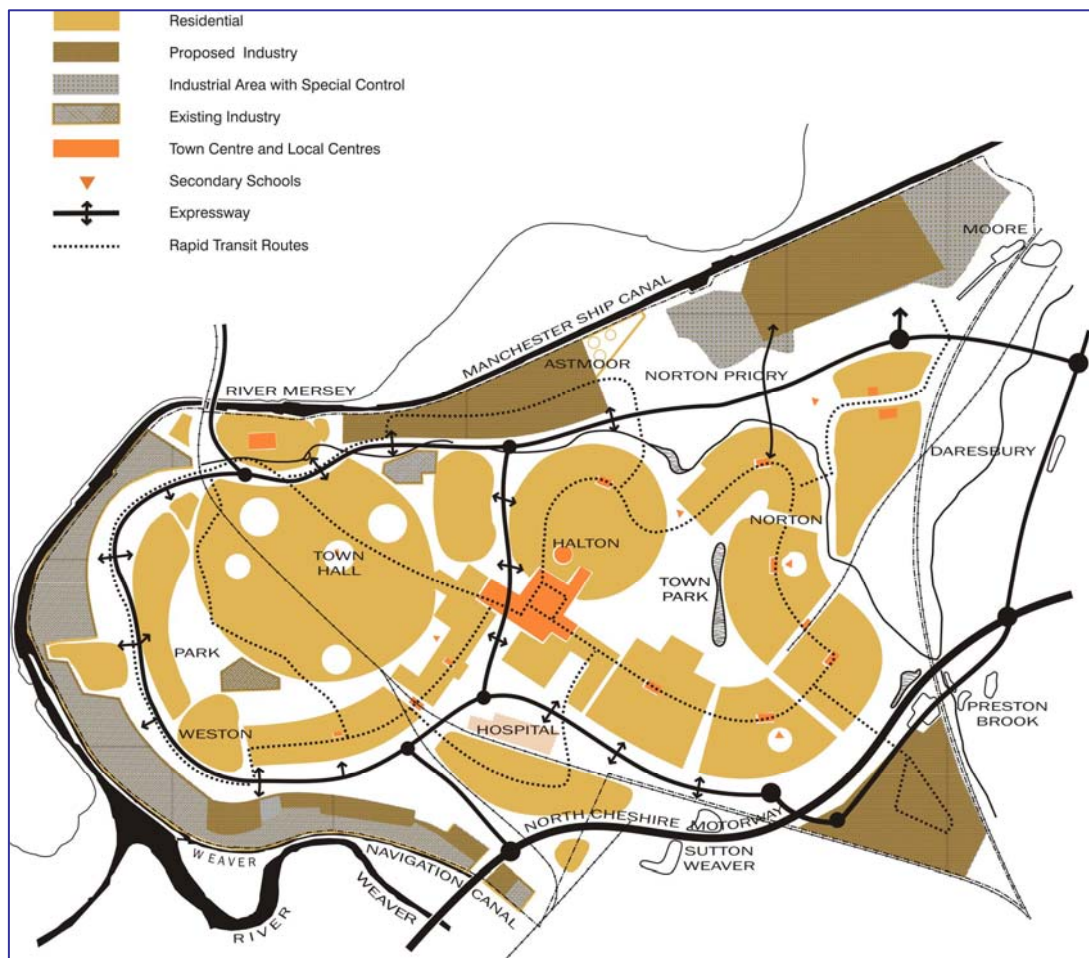 Residential
Proposed Industry
Industrial Area with Special Control
Existing Industry
Town Centre and Local Centres
Secondary Schools
Expressway
Rapid Transit Routes
MOORE
MANCHESTER SHIP CANAL
ASTMOOR
NORTON PRIORY
RIVER MERSEY
DARESBURY
NORTON
HALTON
TOWN
HALL
TOWN
PARK
PARK
WESTON
HOSPITAL
PRESTON
BROOK
NORTH CHESHIRE MOTORWAY
SUTTON
WEAVER
WEAVER NAVIGATION CANAL
RIVER WEAVER